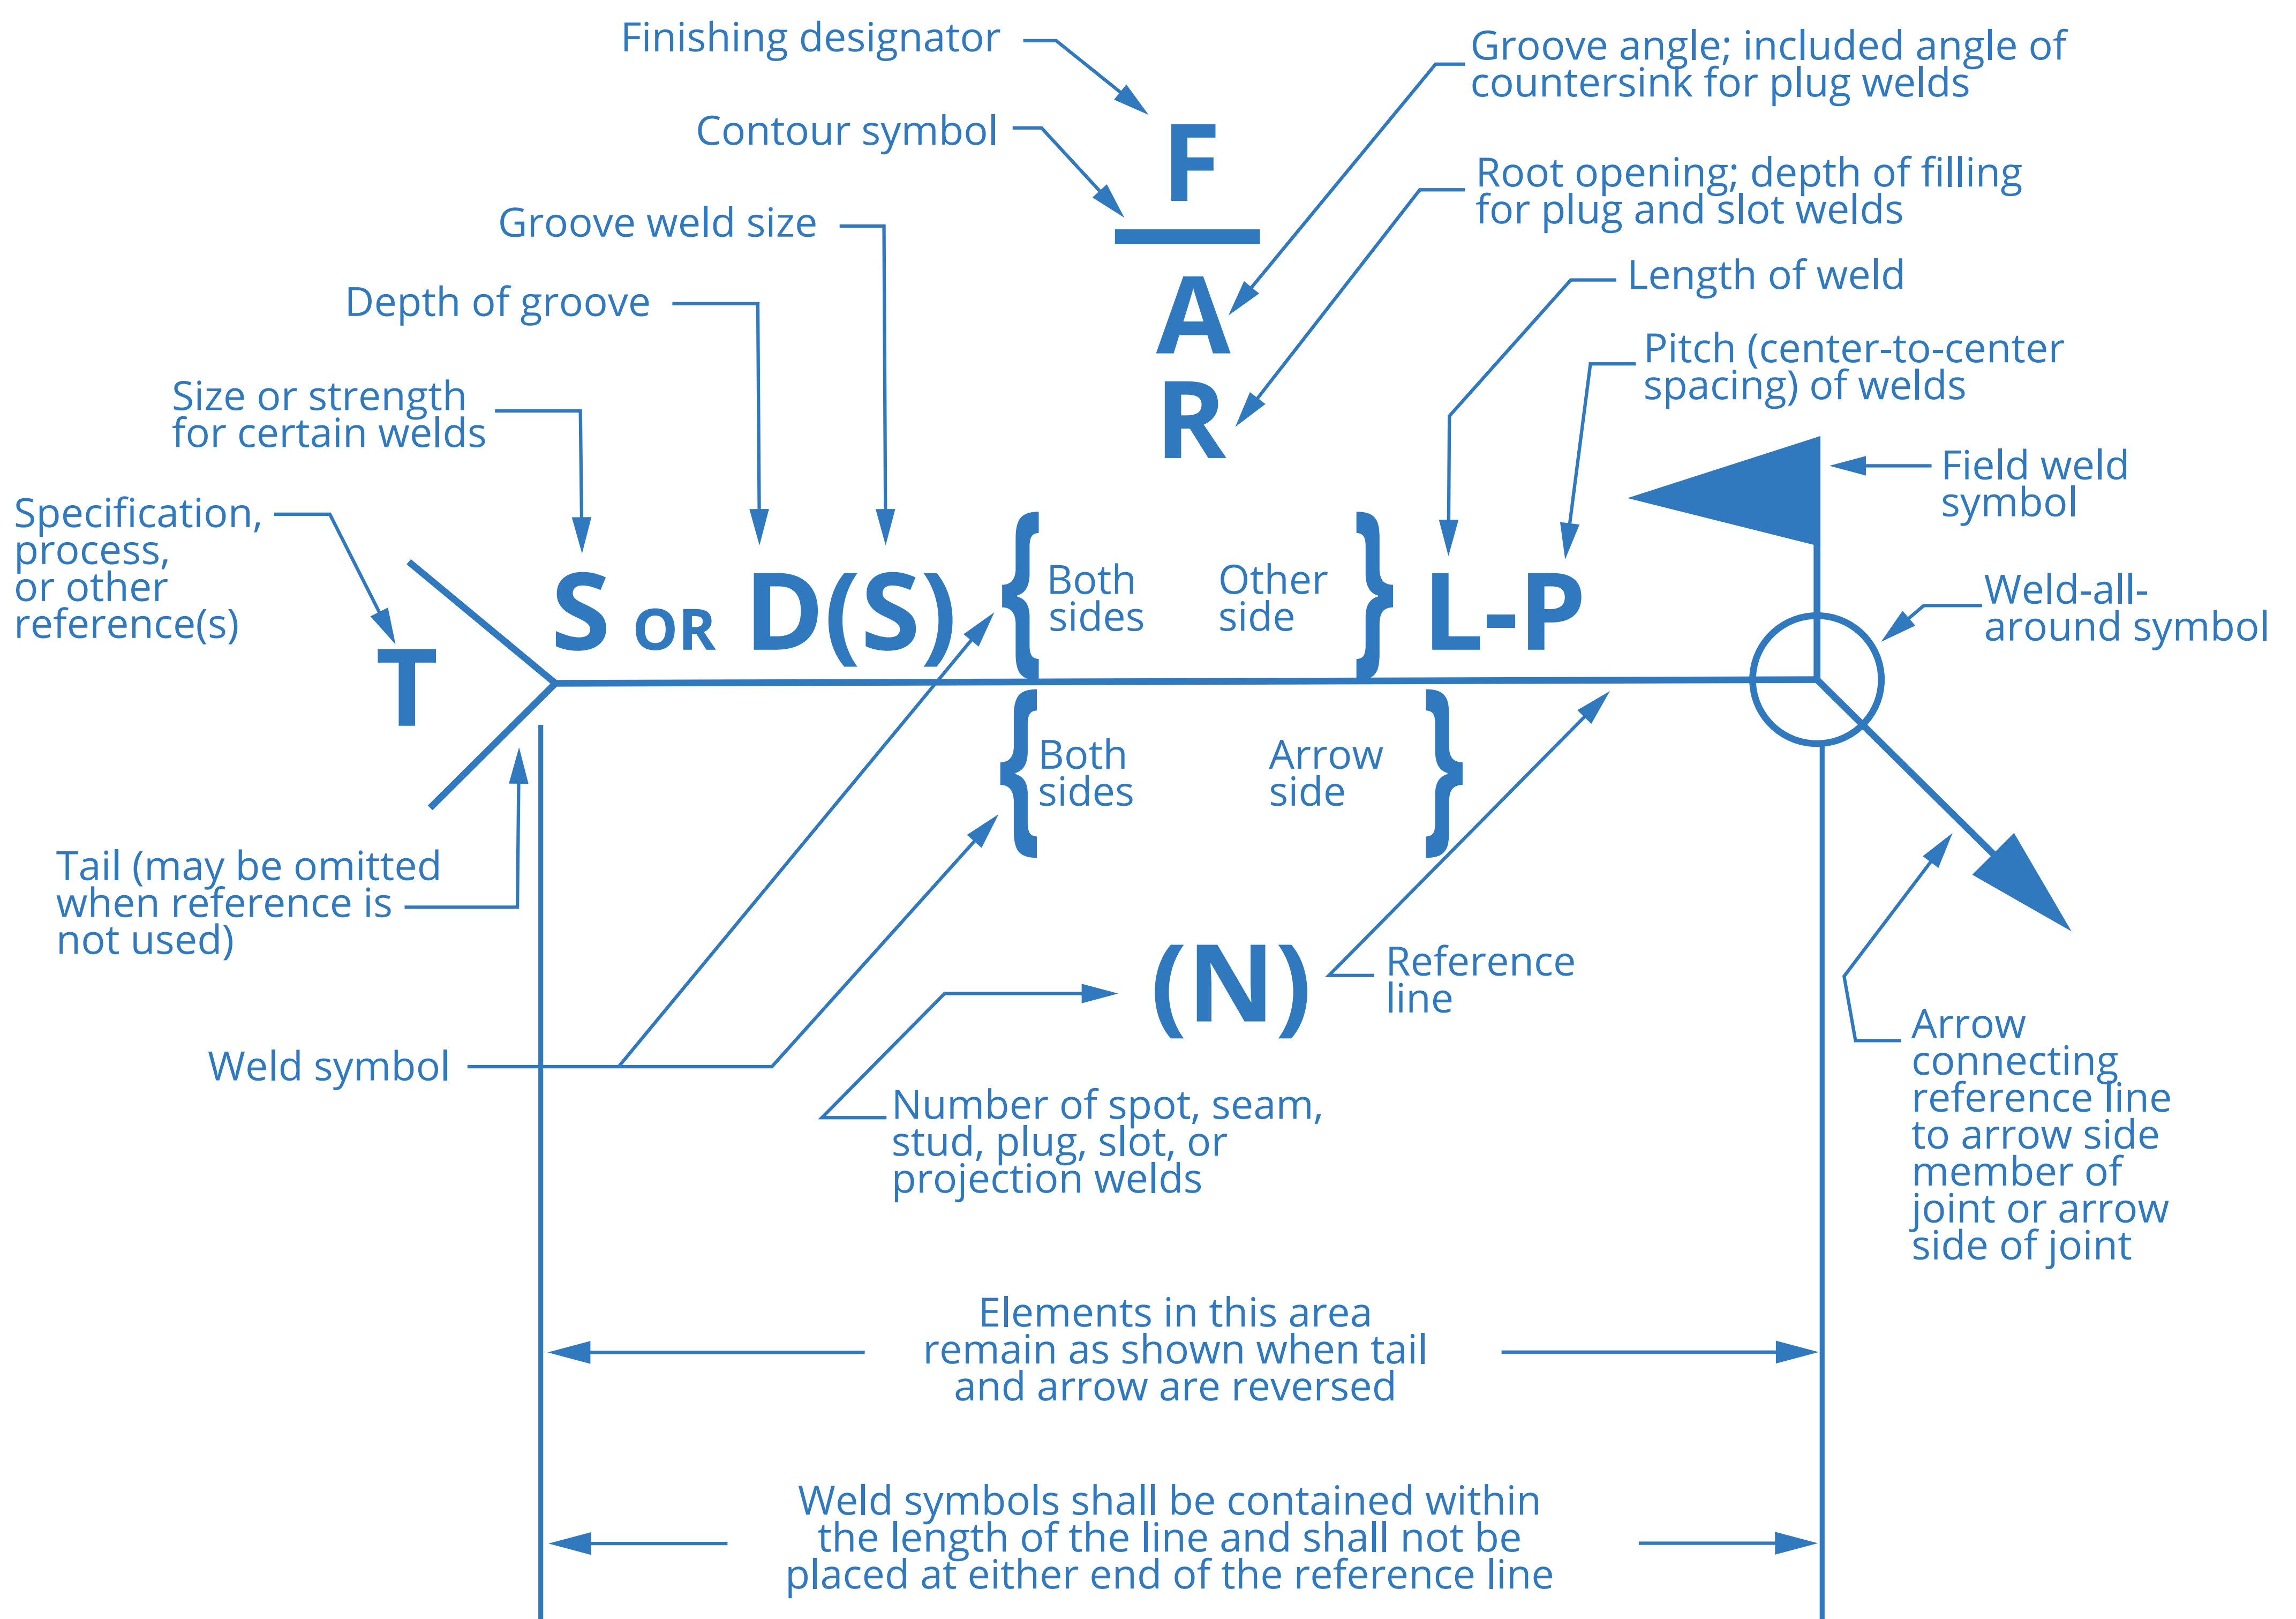 Finishing designator
Groove angle; included angle of
countersink for plug welds
Contour symbol
F
Root opening; depth of filling
for plug and slot welds
Groove weld size
A
Length of weld
Depth of groove
R
Pitch (center-to-center
spacing) of welds
Size or strength
for certain welds
Field weld
symbol
Specification,
process,
or other
reference(s)
T
S OR D(S)
{ Both
sides
Other
side }
L-P
Weld-all-
around symbol
{ Both
sides
Arrow
side }
Tail (may be omitted
when reference is
not used)
(N)
Reference
line
Weld symbol
Number of spot, seam,
stud, plug, slot, or
projection welds
Arrow
connecting
reference line
to arrow side
member of
joint or arrow
side of joint
Elements in this area
remain as shown when tail
and arrow are reversed
Weld symbols shall be contained within
the length of the line and shall not be
placed at either end of the reference line